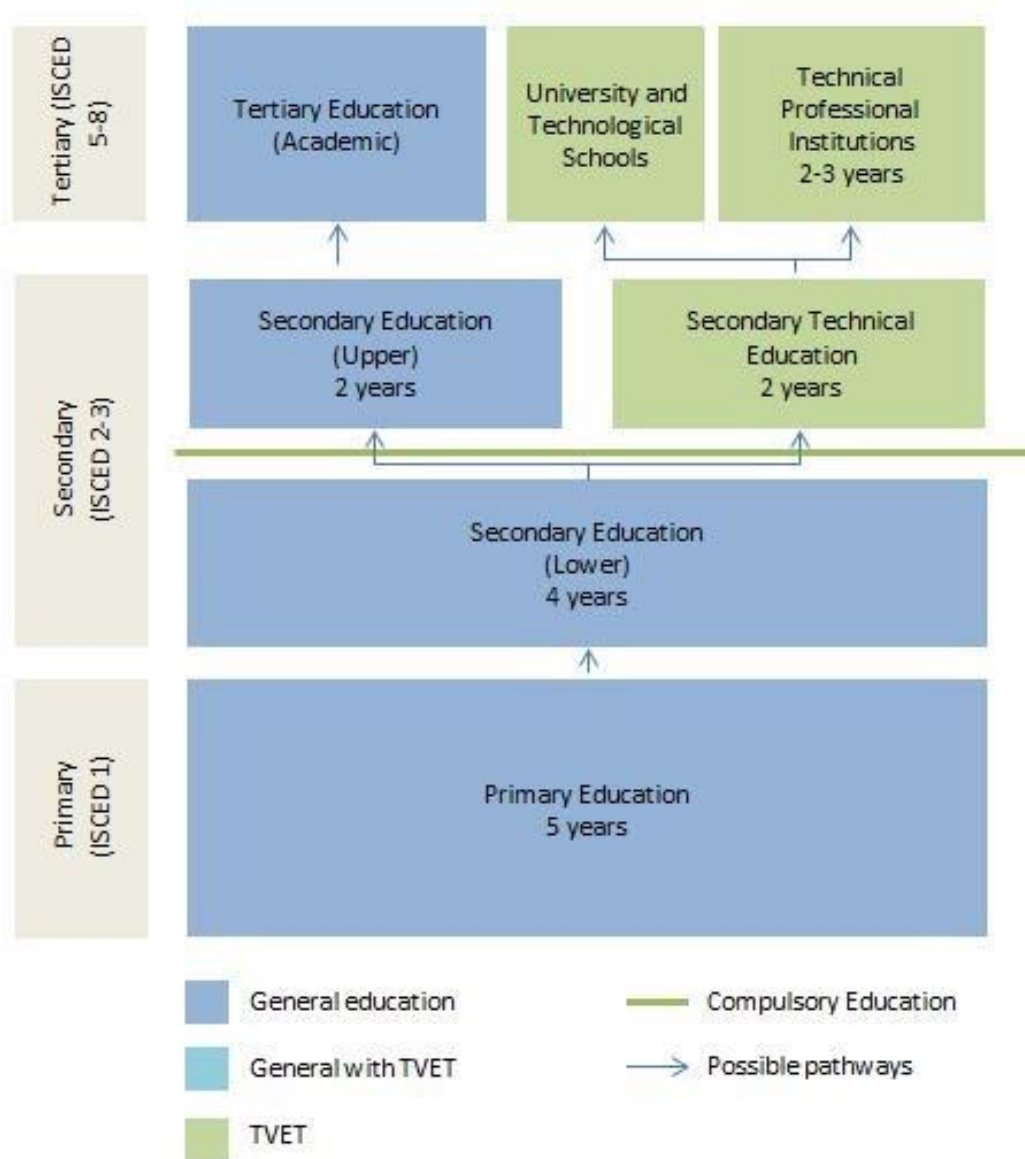 Tertiary (ISCED
5-8)
Tertiary Education
(Academic)
University and
Technological
Schools
Technical
Professional
Institutions
2-3 years
Secondary
(ISCED 2-3)
Secondary Education
(Upper)
2 years
Secondary Technical
Education
2 years
Secondary Education
(Lower)
4 years
Primary
(ISCED 1)
Primary Education
5 years
General education
General with TVET
TVET
Compulsory Education
Possible pathways